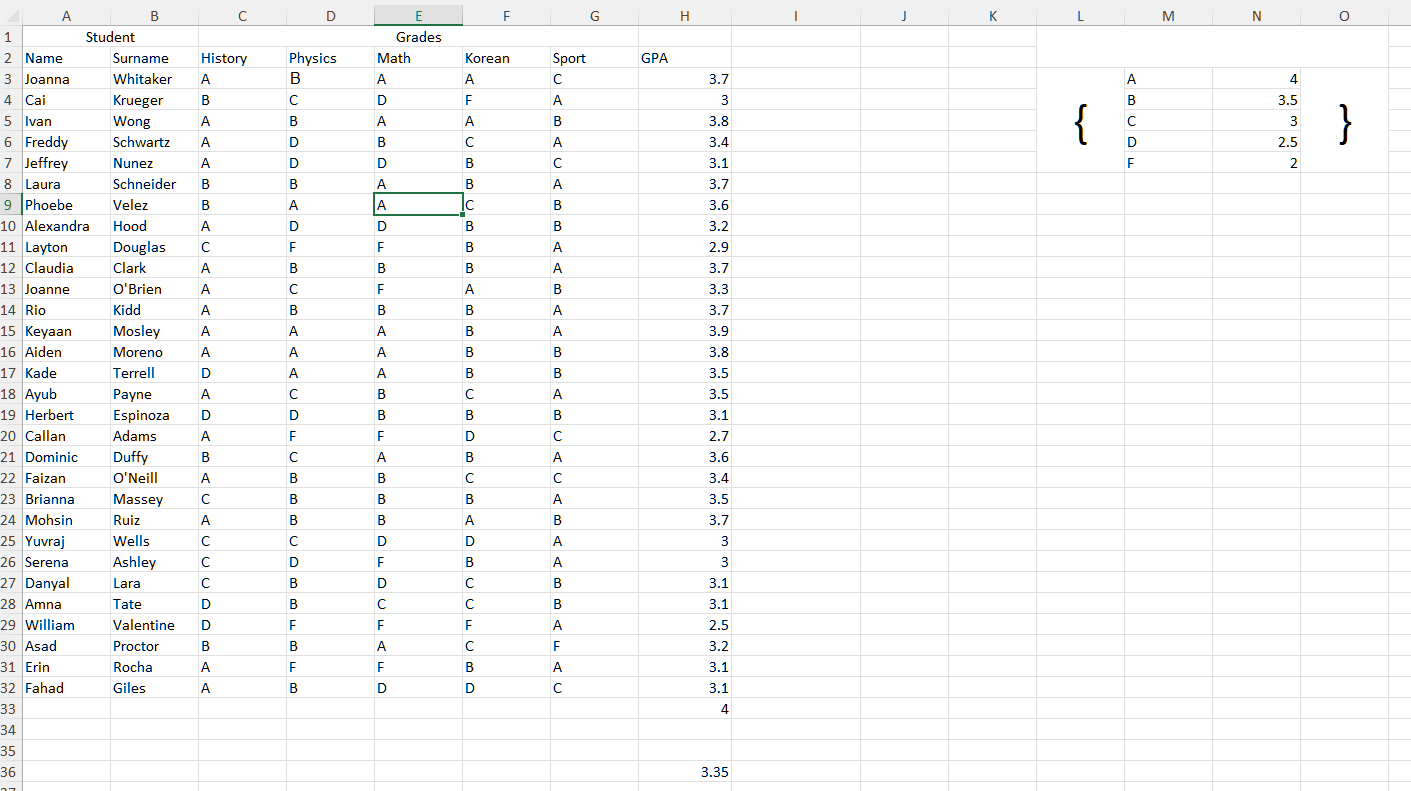 A B C D E F G H I J K L M N O
1 Student Grades
2 Name Surname History Physics Math Korean Sport GPA
3 Joanna Whitaker A B A A C 3.7 A 4
4 Cai Krueger B C D F A 3 B 3.5
5 Ivan Wong A B A A B 3.8 { C 3 }
6 Freddy Schwartz A D B C A 3.4 D 2.5
7 Jeffrey Nunez A D D B C 3.1 F 2
8 Laura Schneider B B A B A 3.7
9 Phoebe Velez B A A C B 3.6
10 Alexandra Hood A D D B B 3.2
11 Layton Douglas C F F B A 2.9
12 Claudia Clark A B B B A 3.7
13 Joanne O'Brien A C F A B 3.3
14 Rio Kidd A B B B A 3.7
15 Keyaan Mosley A A A B A 3.9
16 Aiden Moreno A A A B B 3.8
17 Kade Terrell D A A B B 3.5
18 Ayub Payne A C B C A 3.5
19 Herbert Espinoza D D B B B 3.1
20 Callan Adams A F F D C 2.7
21 Dominic Duffy B C A B A 3.6
22 Faizan O'Neill A B B C C 3.4
23 Brianna Massey C B B B A 3.5
24 Mohsin Ruiz A B B A B 3.7
25 Yuvraj Wells C C D D A 3
26 Serena Ashley C D F B A 3
27 Danyal Lara C B D C B 3.1
28 Amna Tate D B C C B 3.1
29 William Valentine D F F F A 2.5
30 Asad Proctor B B A C F 3.2
31 Erin Rocha A F F B A 3.1
32 Fahad Giles A B D D C 3.1
33 4
34
35
36 3.35